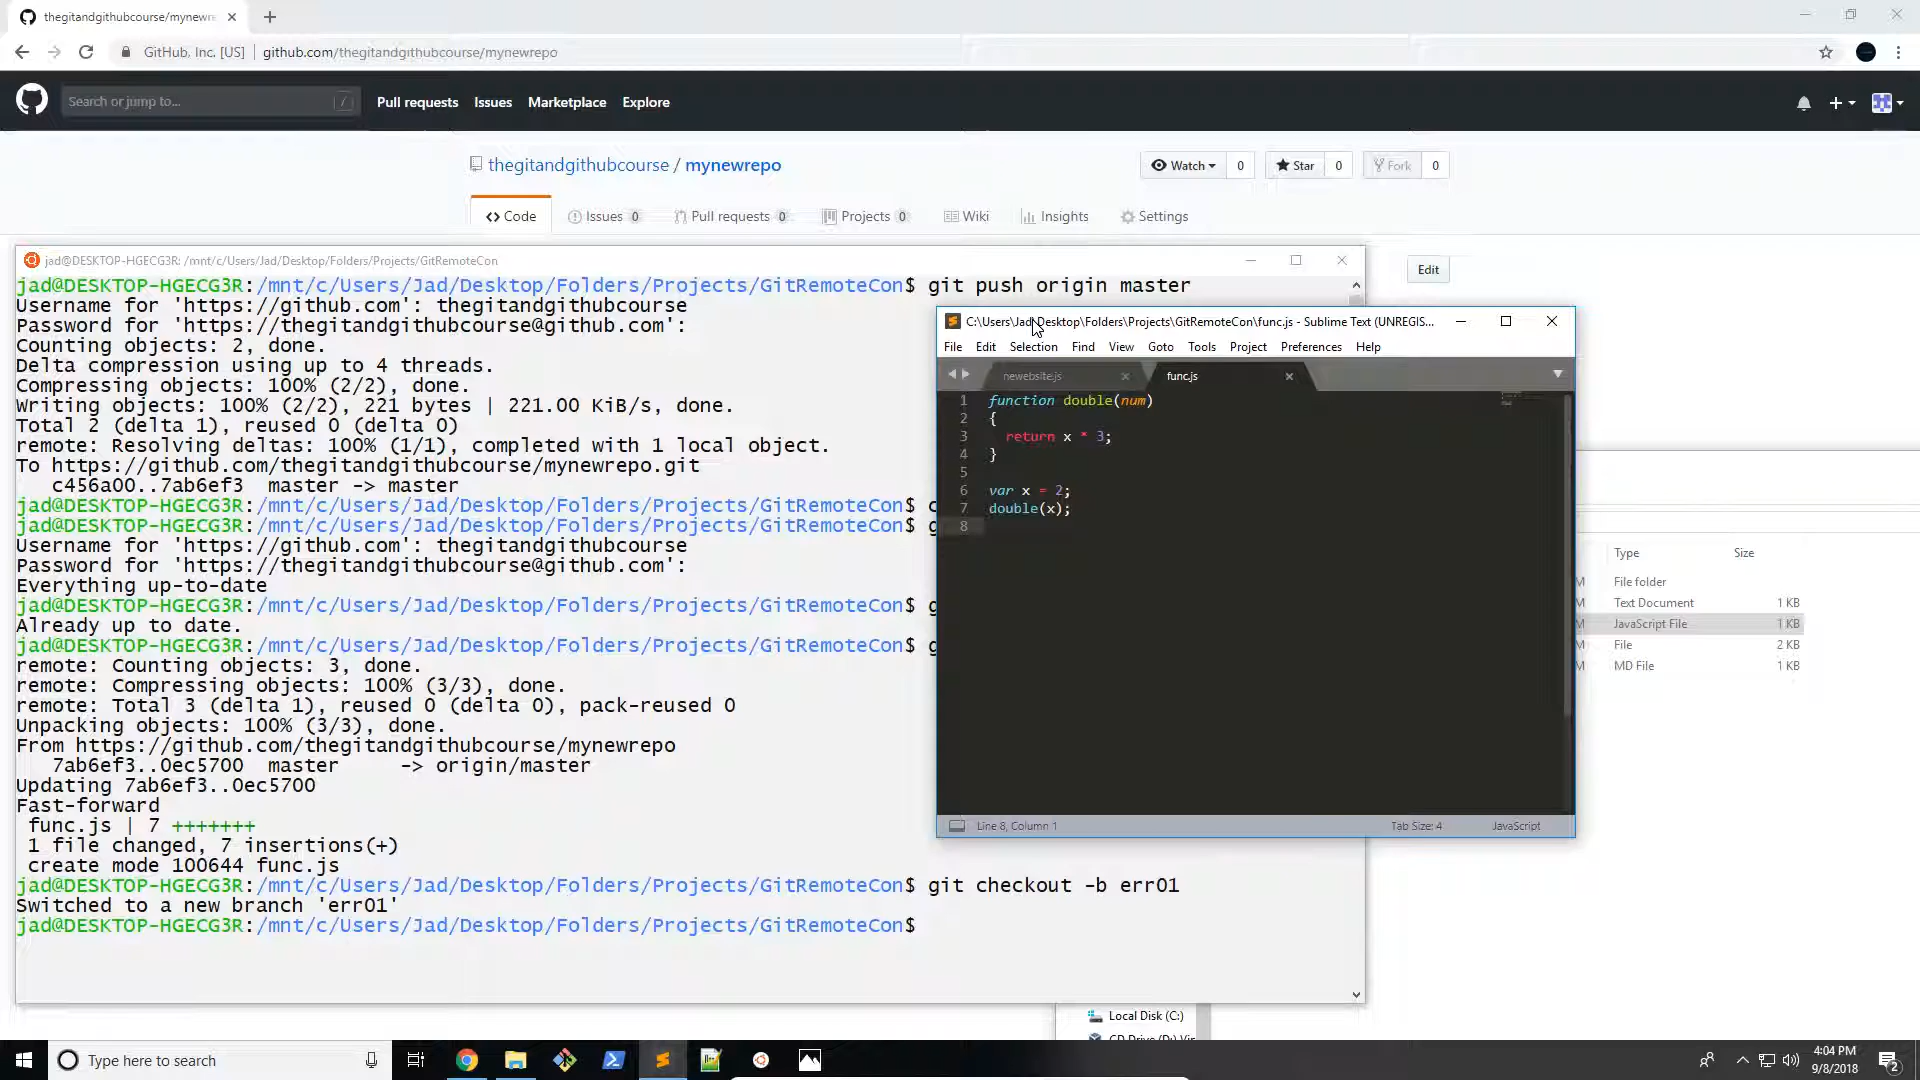 thegitandgithubcourse/mynewre
GitHub, Inc. [US] | github.com/thegitandgithubcourse/mynewrepo
Search or jump to... /
Pull requests Issues Marketplace Explore
thegitandgithubcourse / mynewrepo
Watch 0 Star 0 Fork 0
Code Issues 0 Pull requests 0 Projects 0 Wiki Insights Settings
jad@DESKTOP-HGECG3R: /mnt/c/Users/Jad/Desktop/Folders/Projects/GitRemoteCon
Edit
jad@DESKTOP-HGECG3R:/mnt/c/Users/Jad/Desktop/Folders/Projects/GitRemoteCon$ git push origin master
Username for 'https://github.com': thegitandgithubcourse
Password for 'https://thegitandgithubcourse@github.com':
Counting objects: 2, done.
Delta compression using up to 4 threads.
Compressing objects: 100% (2/2), done.
Writing objects: 100% (2/2), 221 bytes | 221.00 KiB/s, done.
Total 2 (delta 1), reused 0 (delta 0)
remote: Resolving deltas: 100% (1/1), completed with 1 local object.
To https://github.com/thegitandgithubcourse/mynewrepo.git
c456a00..7ab6ef3 master -> master
jad@DESKTOP-HGECG3R:/mnt/c/Users/Jad/Desktop/Folders/Projects/GitRemoteCon$
jad@DESKTOP-HGECG3R:/mnt/c/Users/Jad/Desktop/Folders/Projects/GitRemoteCon$ g
Username for 'https://github.com': thegitandgithubcourse
Password for 'https://thegitandgithubcourse@github.com':
Everything up-to-date
jad@DESKTOP-HGECG3R:/mnt/c/Users/Jad/Desktop/Folders/Projects/GitRemoteCon$ g
Already up to date.
jad@DESKTOP-HGECG3R:/mnt/c/Users/Jad/Desktop/Folders/Projects/GitRemoteCon$ g
remote: Counting objects: 3, done.
remote: Compressing objects: 100% (3/3), done.
remote: Total 3 (delta 1), reused 0 (delta 0), pack-reused 0
Unpacking objects: 100% (3/3), done.
From https://github.com/thegitandgithubcourse/mynewrepo
7ab6ef3..0ec5700 master -> origin/master
Updating 7ab6ef3..0ec5700
Fast-forward
func.js | 7 +++++++
1 file changed, 7 insertions(+)
create mode 100644 func.js
jad@DESKTOP-HGECG3R:/mnt/c/Users/Jad/Desktop/Folders/Projects/GitRemoteCon$ git checkout -b err01
Switched to a new branch 'err01'
jad@DESKTOP-HGECG3R:/mnt/c/Users/Jad/Desktop/Folders/Projects/GitRemoteCon$
C:\Users\Jad\Desktop\Folders\Projects\GitRemoteCon\func.js - Sublime Text (UNREGIS...
File Edit Selection Find View Goto Tools Project Preferences Help
newebsite.js func.js
1 function double(num)
2 {
3 return x * 3;
4 }
5
6 var x = 2;
7 double(x);
8
Line 8, Column 1 Tab Size: 4 JavaScript
Type Size
M File folder
M Text Document 1 KB
M JavaScript File 1 KB
M File 2 KB
M MD File 1 KB
Local Disk (C:)
Type here to search
4:04 PM
9/8/2018
2